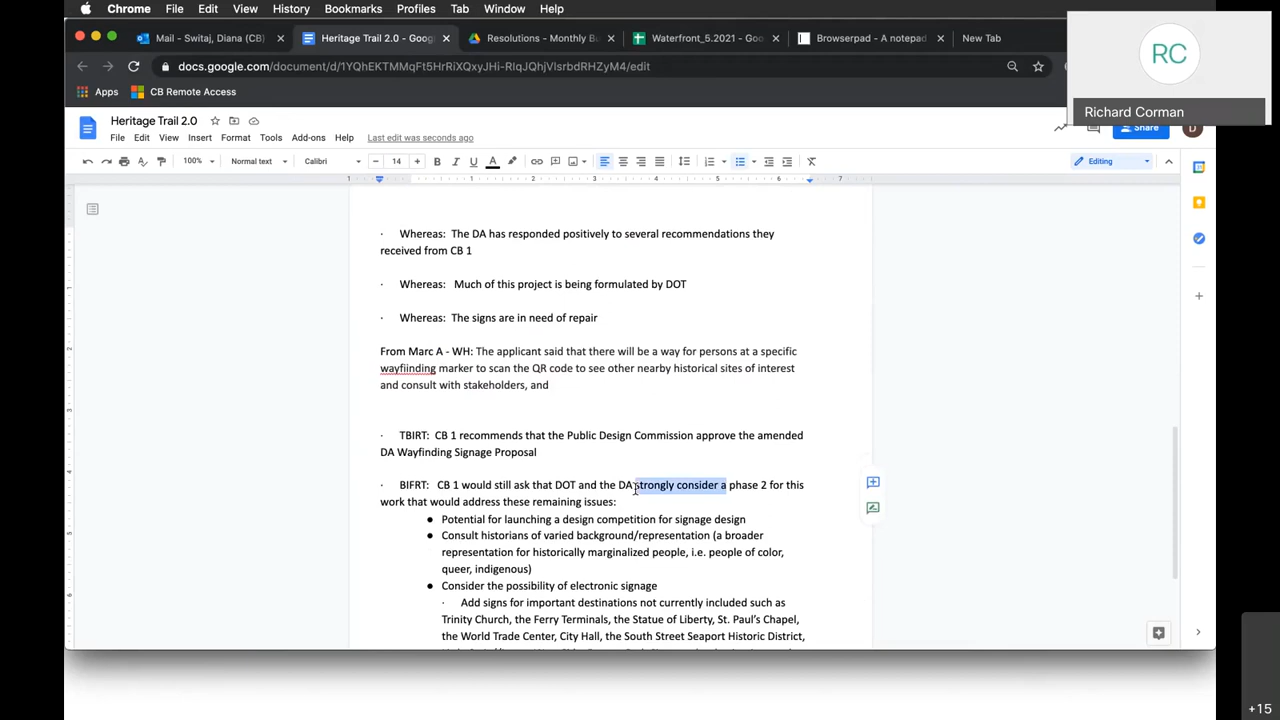 Chrome File Edit View History Bookmarks Profiles Tab Window Help
Mail - Switaj, Diana (CB) Heritage Trail 2.0 - Google Resolutions - Monthly Bu Waterfront_5.2021 - Goo Browserpad - A notepad New Tab
Apps CB Remote Access
RC
Richard Corman
Heritage Trail 2.0
Share
File Edit View Insert Format Tools Add-ons Help Last edit was seconds ago
100% Normal text Calibri 14 Editing
1 1 2 3 4 5 6 7
· Whereas: The DA has responded positively to several recommendations they
received from CB 1
· Whereas: Much of this project is being formulated by DOT
· Whereas: The signs are in need of repair
From Marc A - WH: The applicant said that there will be a way for persons at a specific
wayfiinding marker to scan the QR code to see other nearby historical sites of interest
and consult with stakeholders, and
· TBIRT: CB 1 recommends that the Public Design Commission approve the amended
DA Wayfinding Signage Proposal
· BIFRT: CB 1 would still ask that DOT and the DA strongly consider a phase 2 for this
work that would address these remaining issues:
● Potential for launching a design competition for signage design
● Consult historians of varied background/representation (a broader
representation for historically marginalized people, i.e. people of color,
queer, indigenous)
● Consider the possibility of electronic signage
· Add signs for important destinations not currently included such as
Trinity Church, the Ferry Terminals, the Statue of Liberty, St. Paul's Chapel,
the World Trade Center, City Hall, the South Street Seaport Historic District,
+15